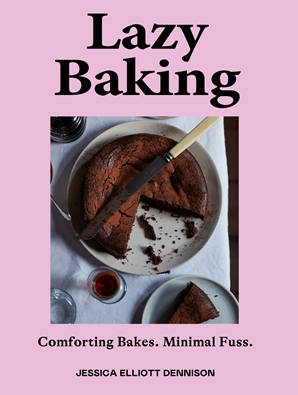 Lazy
Baking
Comforting Bakes. Minimal Fuss.
JESSICA ELLIOTT DENNISON